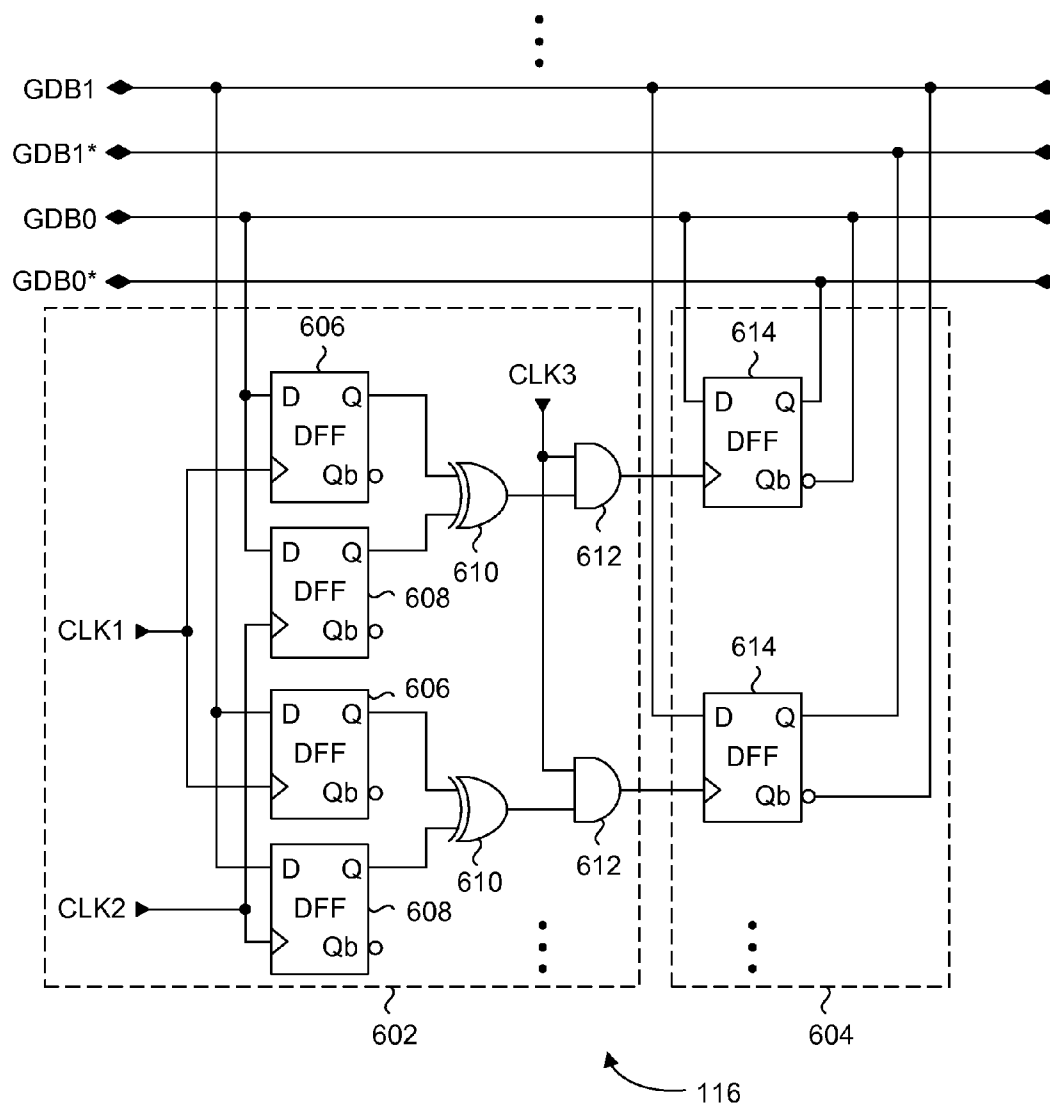 GDB1
GDB1*
GDB0
GDB0*
606
D Q
DFF
Qb
CLK3
614
D Q
DFF
Qb
610
612
D Q
DFF
Qb
608
CLK1
606
D Q
DFF
Qb
614
D Q
DFF
Qb
610
612
D Q
DFF
Qb
608
CLK2
602
604
116